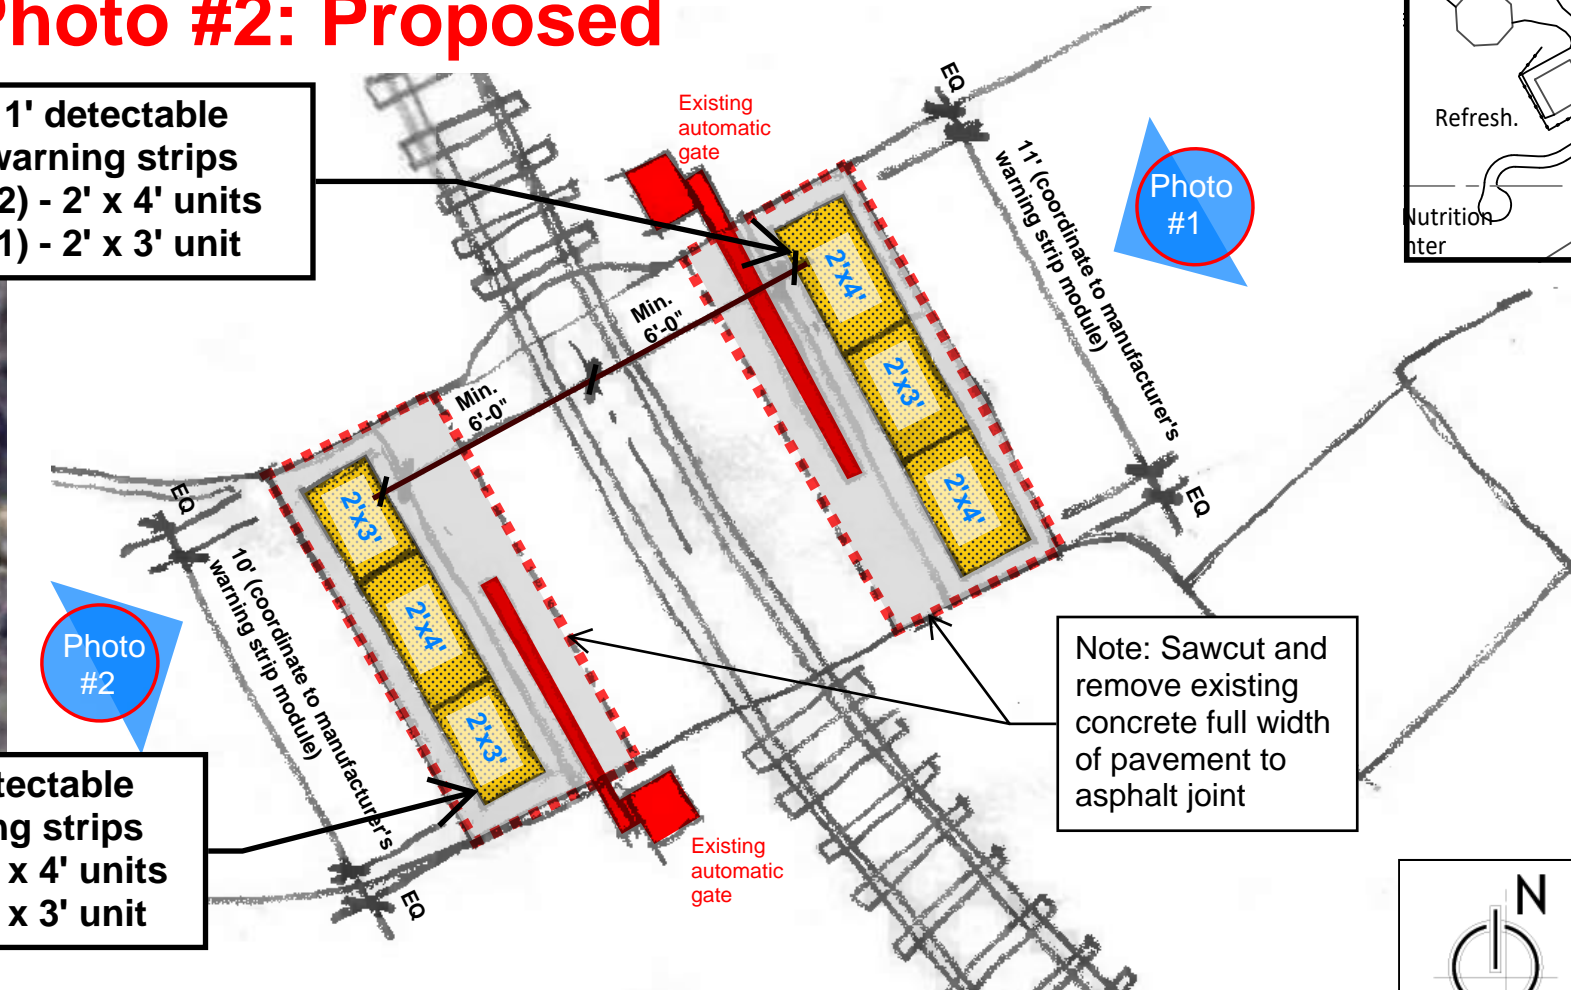 Photo #2: Proposed
1' detectable
warning strips
2) - 2' x 4' units
1) - 2' x 3' unit
Existing
automatic
gate
EQ
11' (coordinate to manufacturer's
warning strip module)
Photo
#1
Refresh.
Nutrition
nter
2'x4'
2'x3'
2'x4'
Min.
6'-0"
Min.
6'-0"
EQ
EQ
10' (coordinate to manufacturer's
warning strip module)
2'x3'
2'x4'
2'x3'
Photo
#2
Note: Sawcut and
remove existing
concrete full width
of pavement to
asphalt joint
tectable
ng strips
x 4' units
x 3' unit
EQ
Existing
automatic
gate
N